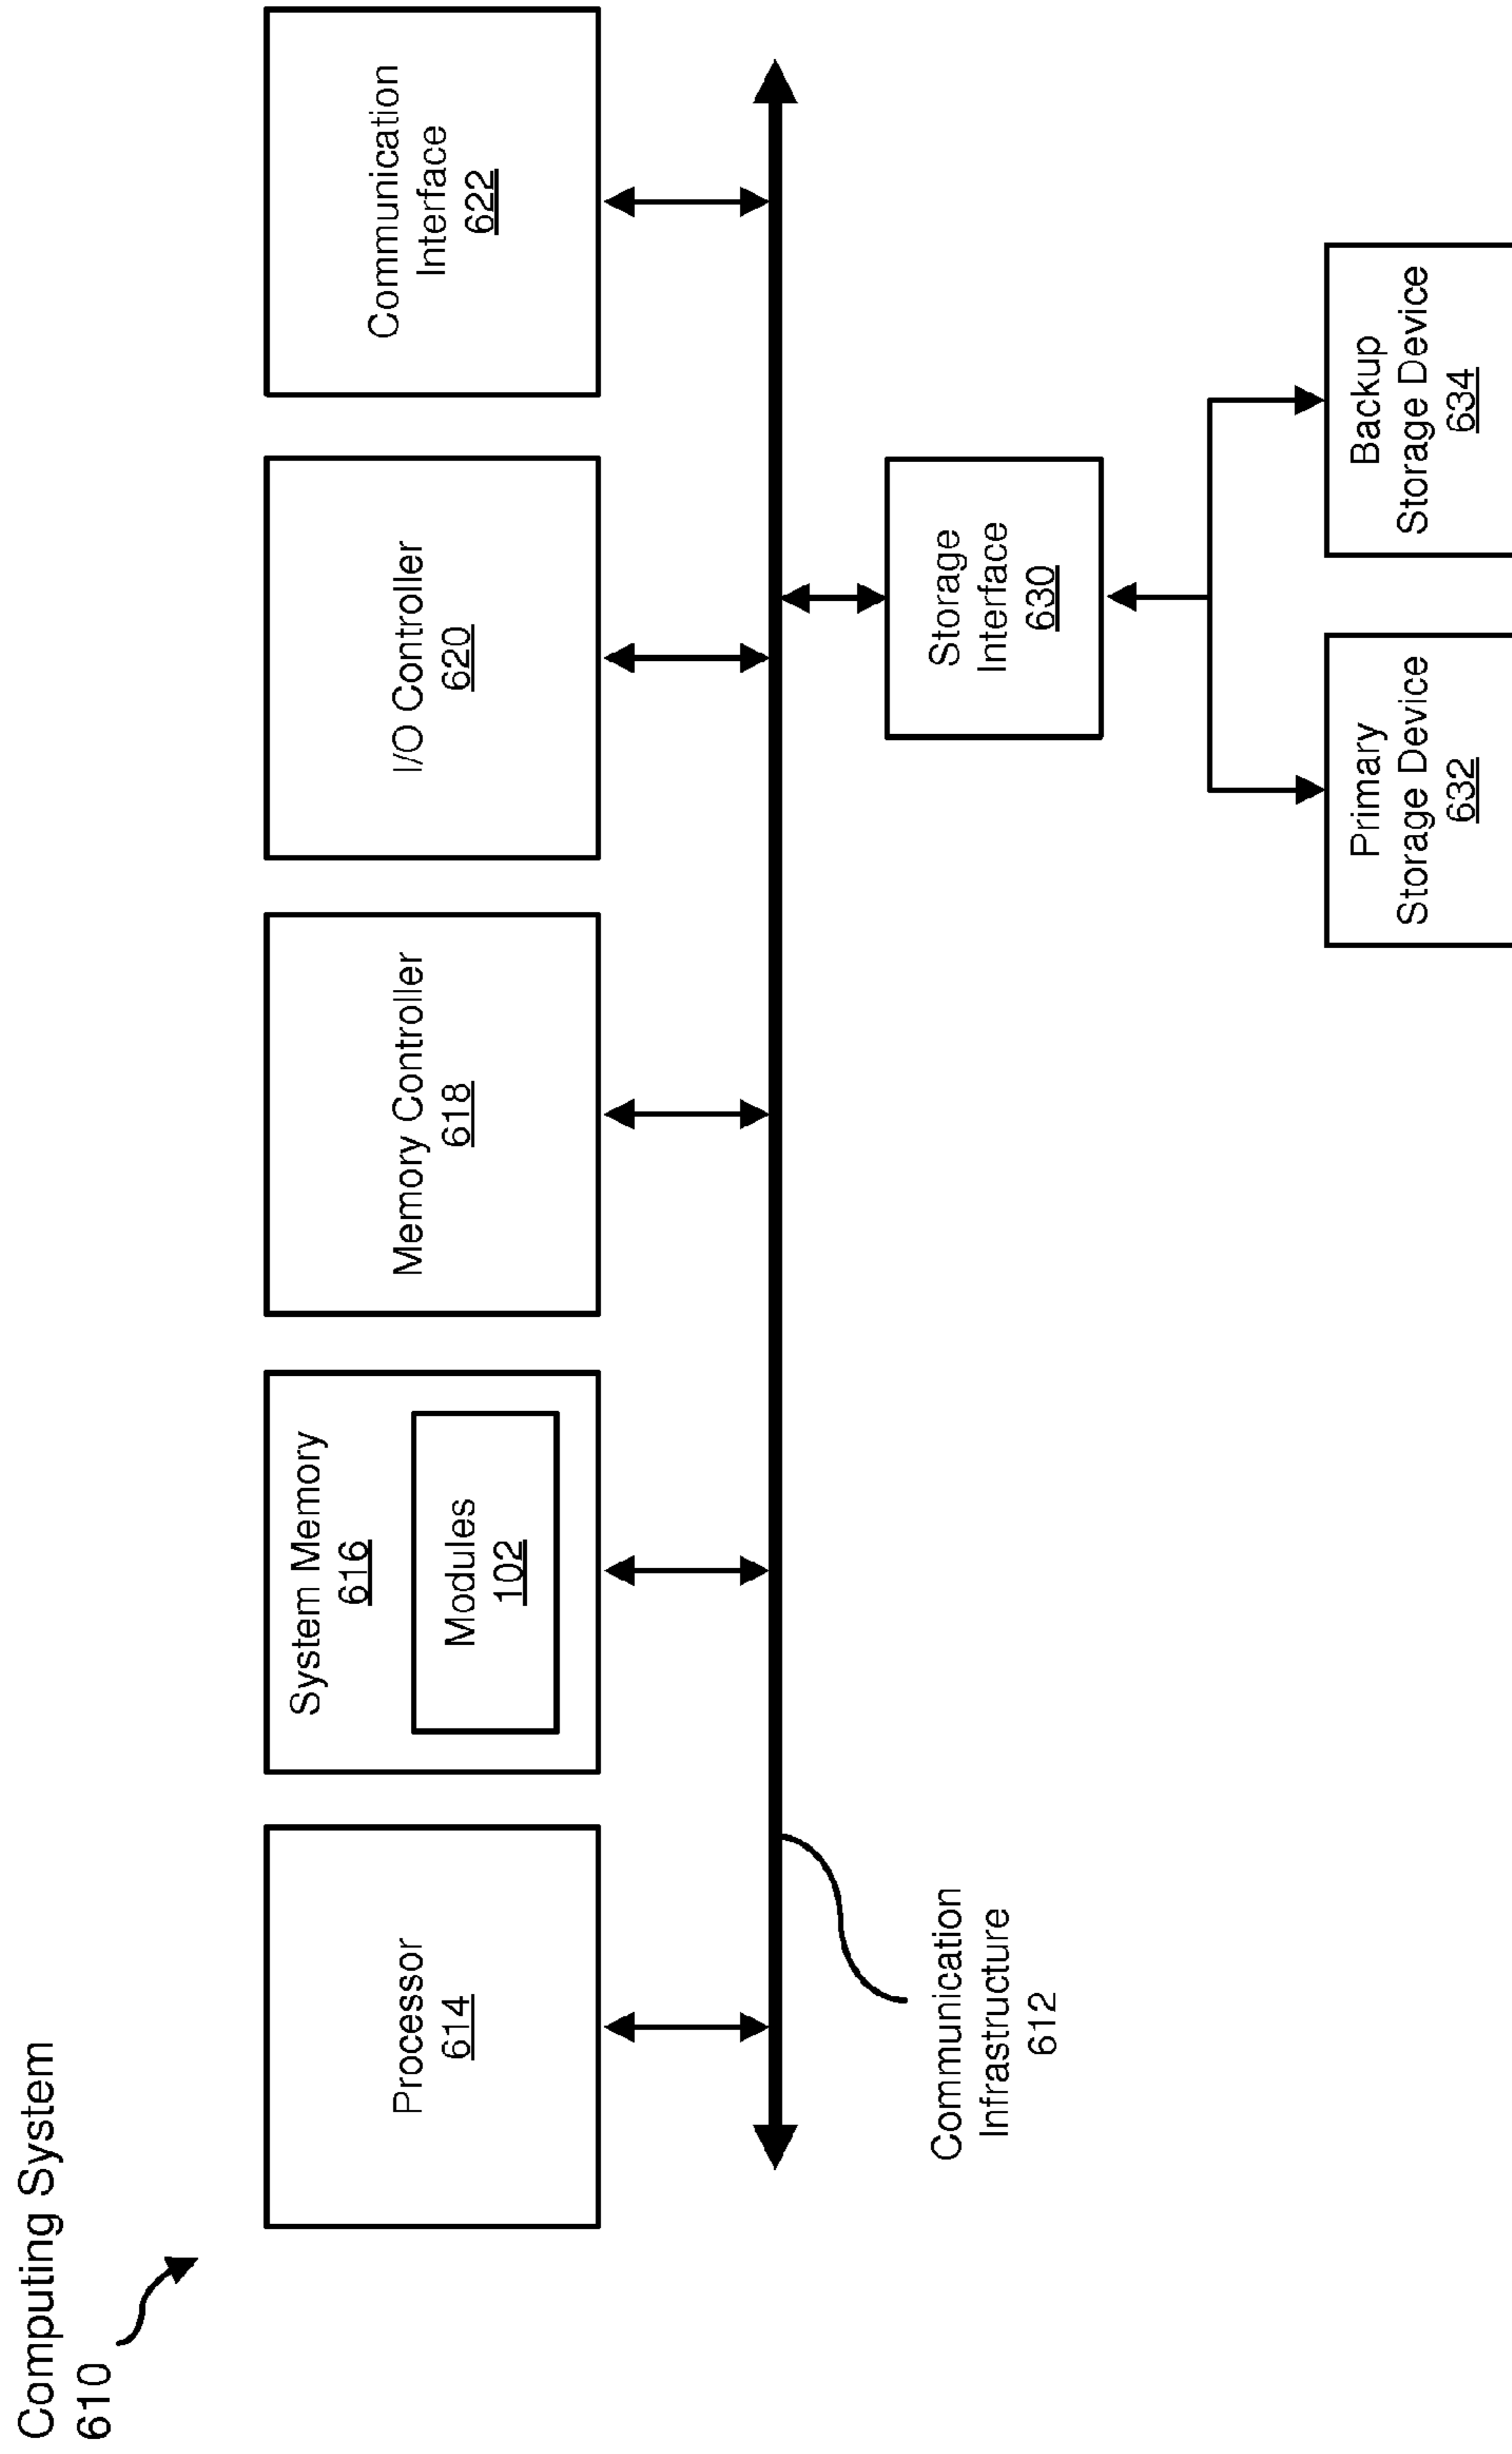 Computing System
610
Processor
614
System Memory
616
Modules
102
Memory Controller
618
I/O Controller
620
Communication
Interface
622
Communication
Infrastructure
612
Storage
Interface
630
Primary
Storage Device
632
Backup
Storage Device
634